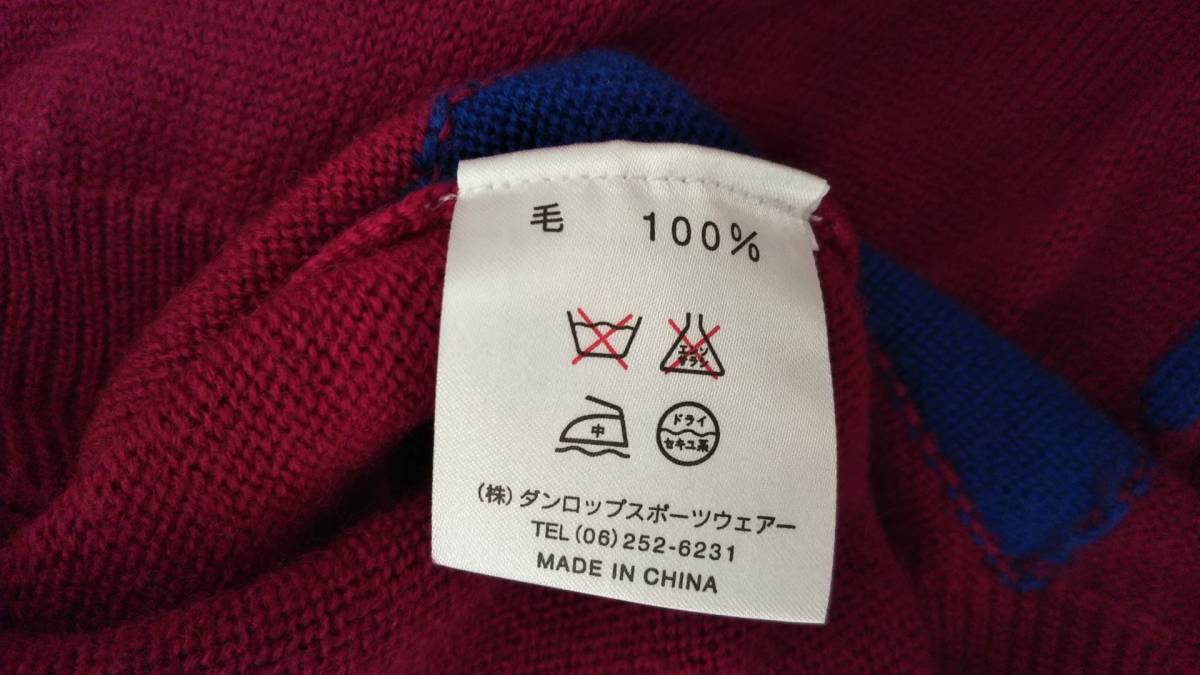 毛 100%
エンソ
サラシ
中
ドライ
セキユ系
(株)ダンロップスポーツウェアー
TEL(06)252-6231
MADE IN CHINA